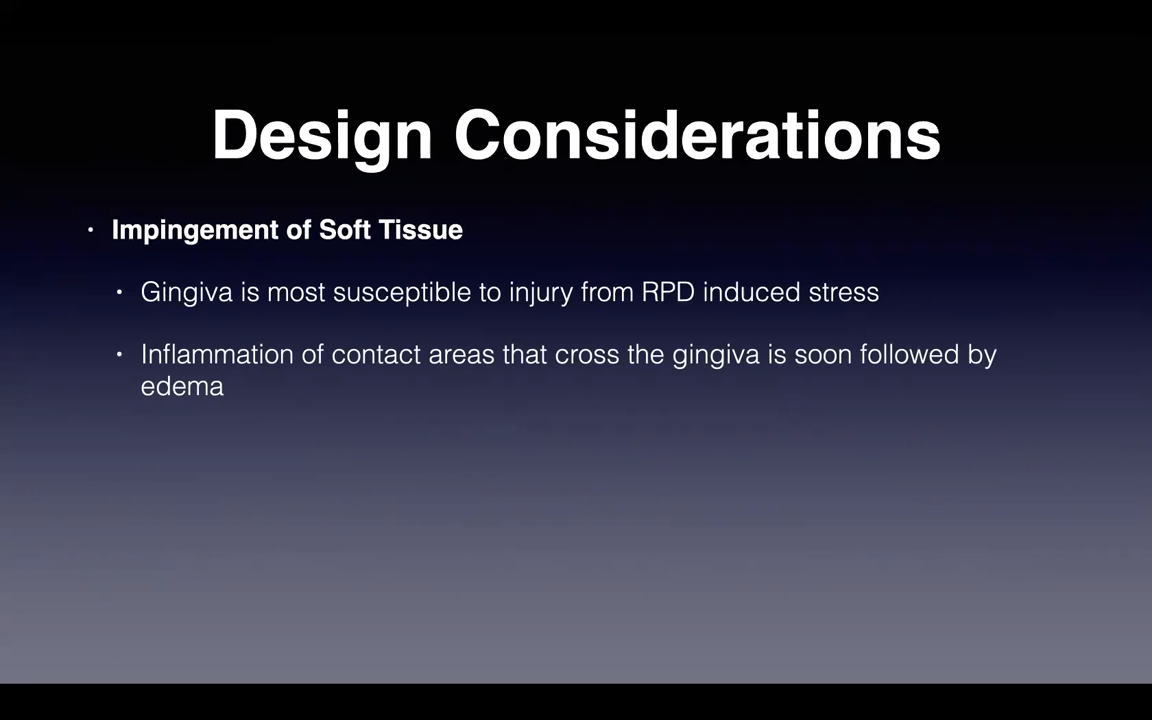 Design Considerations
• Impingement of Soft Tissue
• Gingiva is most susceptible to injury from RPD induced stress
• Inflammation of contact areas that cross the gingiva is soon followed by
edema